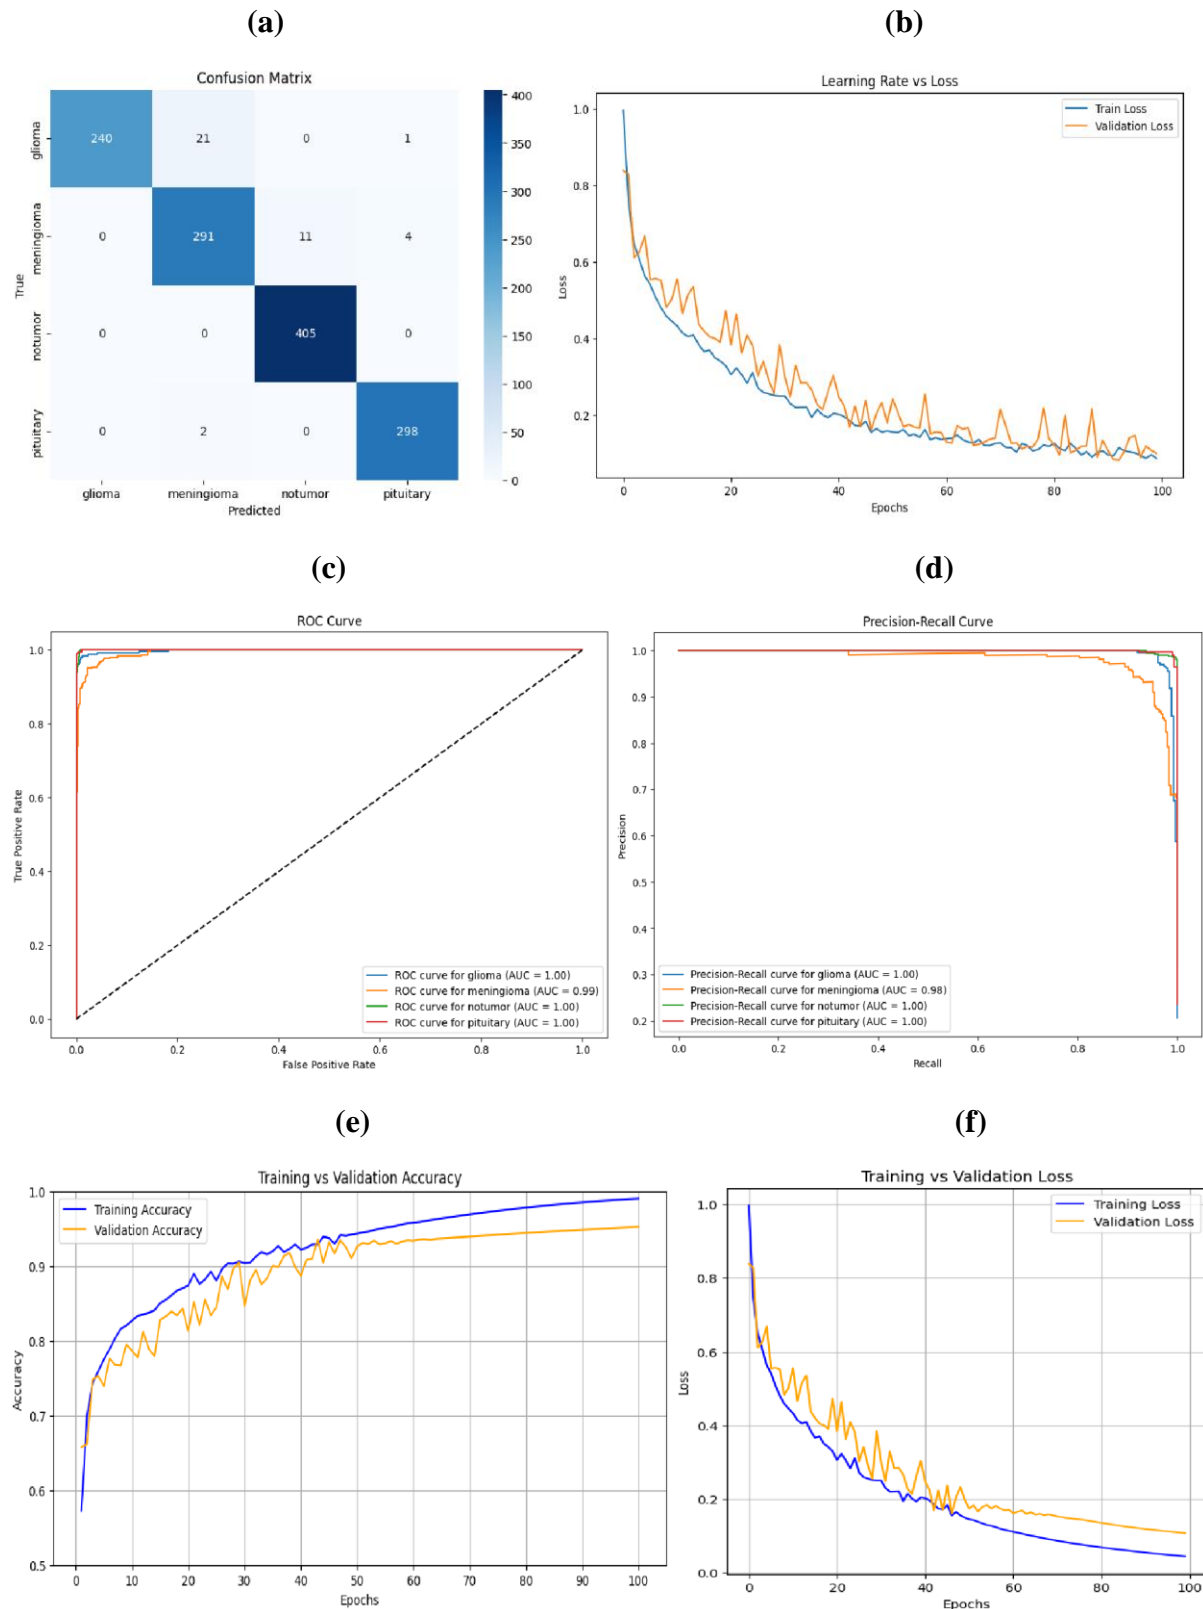 (a)
(b)
Confusion Matrix
glioma
meningioma
notumor
pituitary
True
240 21 0 1
0 291 11 4
0 0 405 0
0 2 0 298
glioma meningioma notumor pituitary
Predicted
400
350
300
250
200
150
100
50
0
Learning Rate vs Loss
Train Loss
Validation Loss
1.0
0.8
0.6
0.4
0.2
Loss
0 20 40 60 80 100
Epochs
(c)
(d)
ROC Curve
1.0
0.8
0.6
0.4
0.2
0.0
True Positive Rate
ROC curve for glioma (AUC = 1.00)
ROC curve for meningioma (AUC = 0.99)
ROC curve for notumor (AUC = 1.00)
ROC curve for pituitary (AUC = 1.00)
0.0 0.2 0.4 0.6 0.8 1.0
False Positive Rate
Precision-Recall Curve
1.0
0.9
0.8
0.7
0.6
0.5
0.4
0.3
0.2
Precision
Precision-Recall curve for glioma (AUC = 1.00)
Precision-Recall curve for meningioma (AUC = 0.98)
Precision-Recall curve for notumor (AUC = 1.00)
Precision-Recall curve for pituitary (AUC = 1.00)
0.0 0.2 0.4 0.6 0.8 1.0
Recall
(e)
(f)
Training vs Validation Accuracy
Training Accuracy
Validation Accuracy
1.0
0.9
0.8
0.7
0.6
0.5
Accuracy
0 10 20 30 40 50 60 70 80 90 100
Epochs
Training vs Validation Loss
Training Loss
Validation Loss
1.0
0.8
0.6
0.4
0.2
0.0
Loss
0 20 40 60 80 100
Epochs